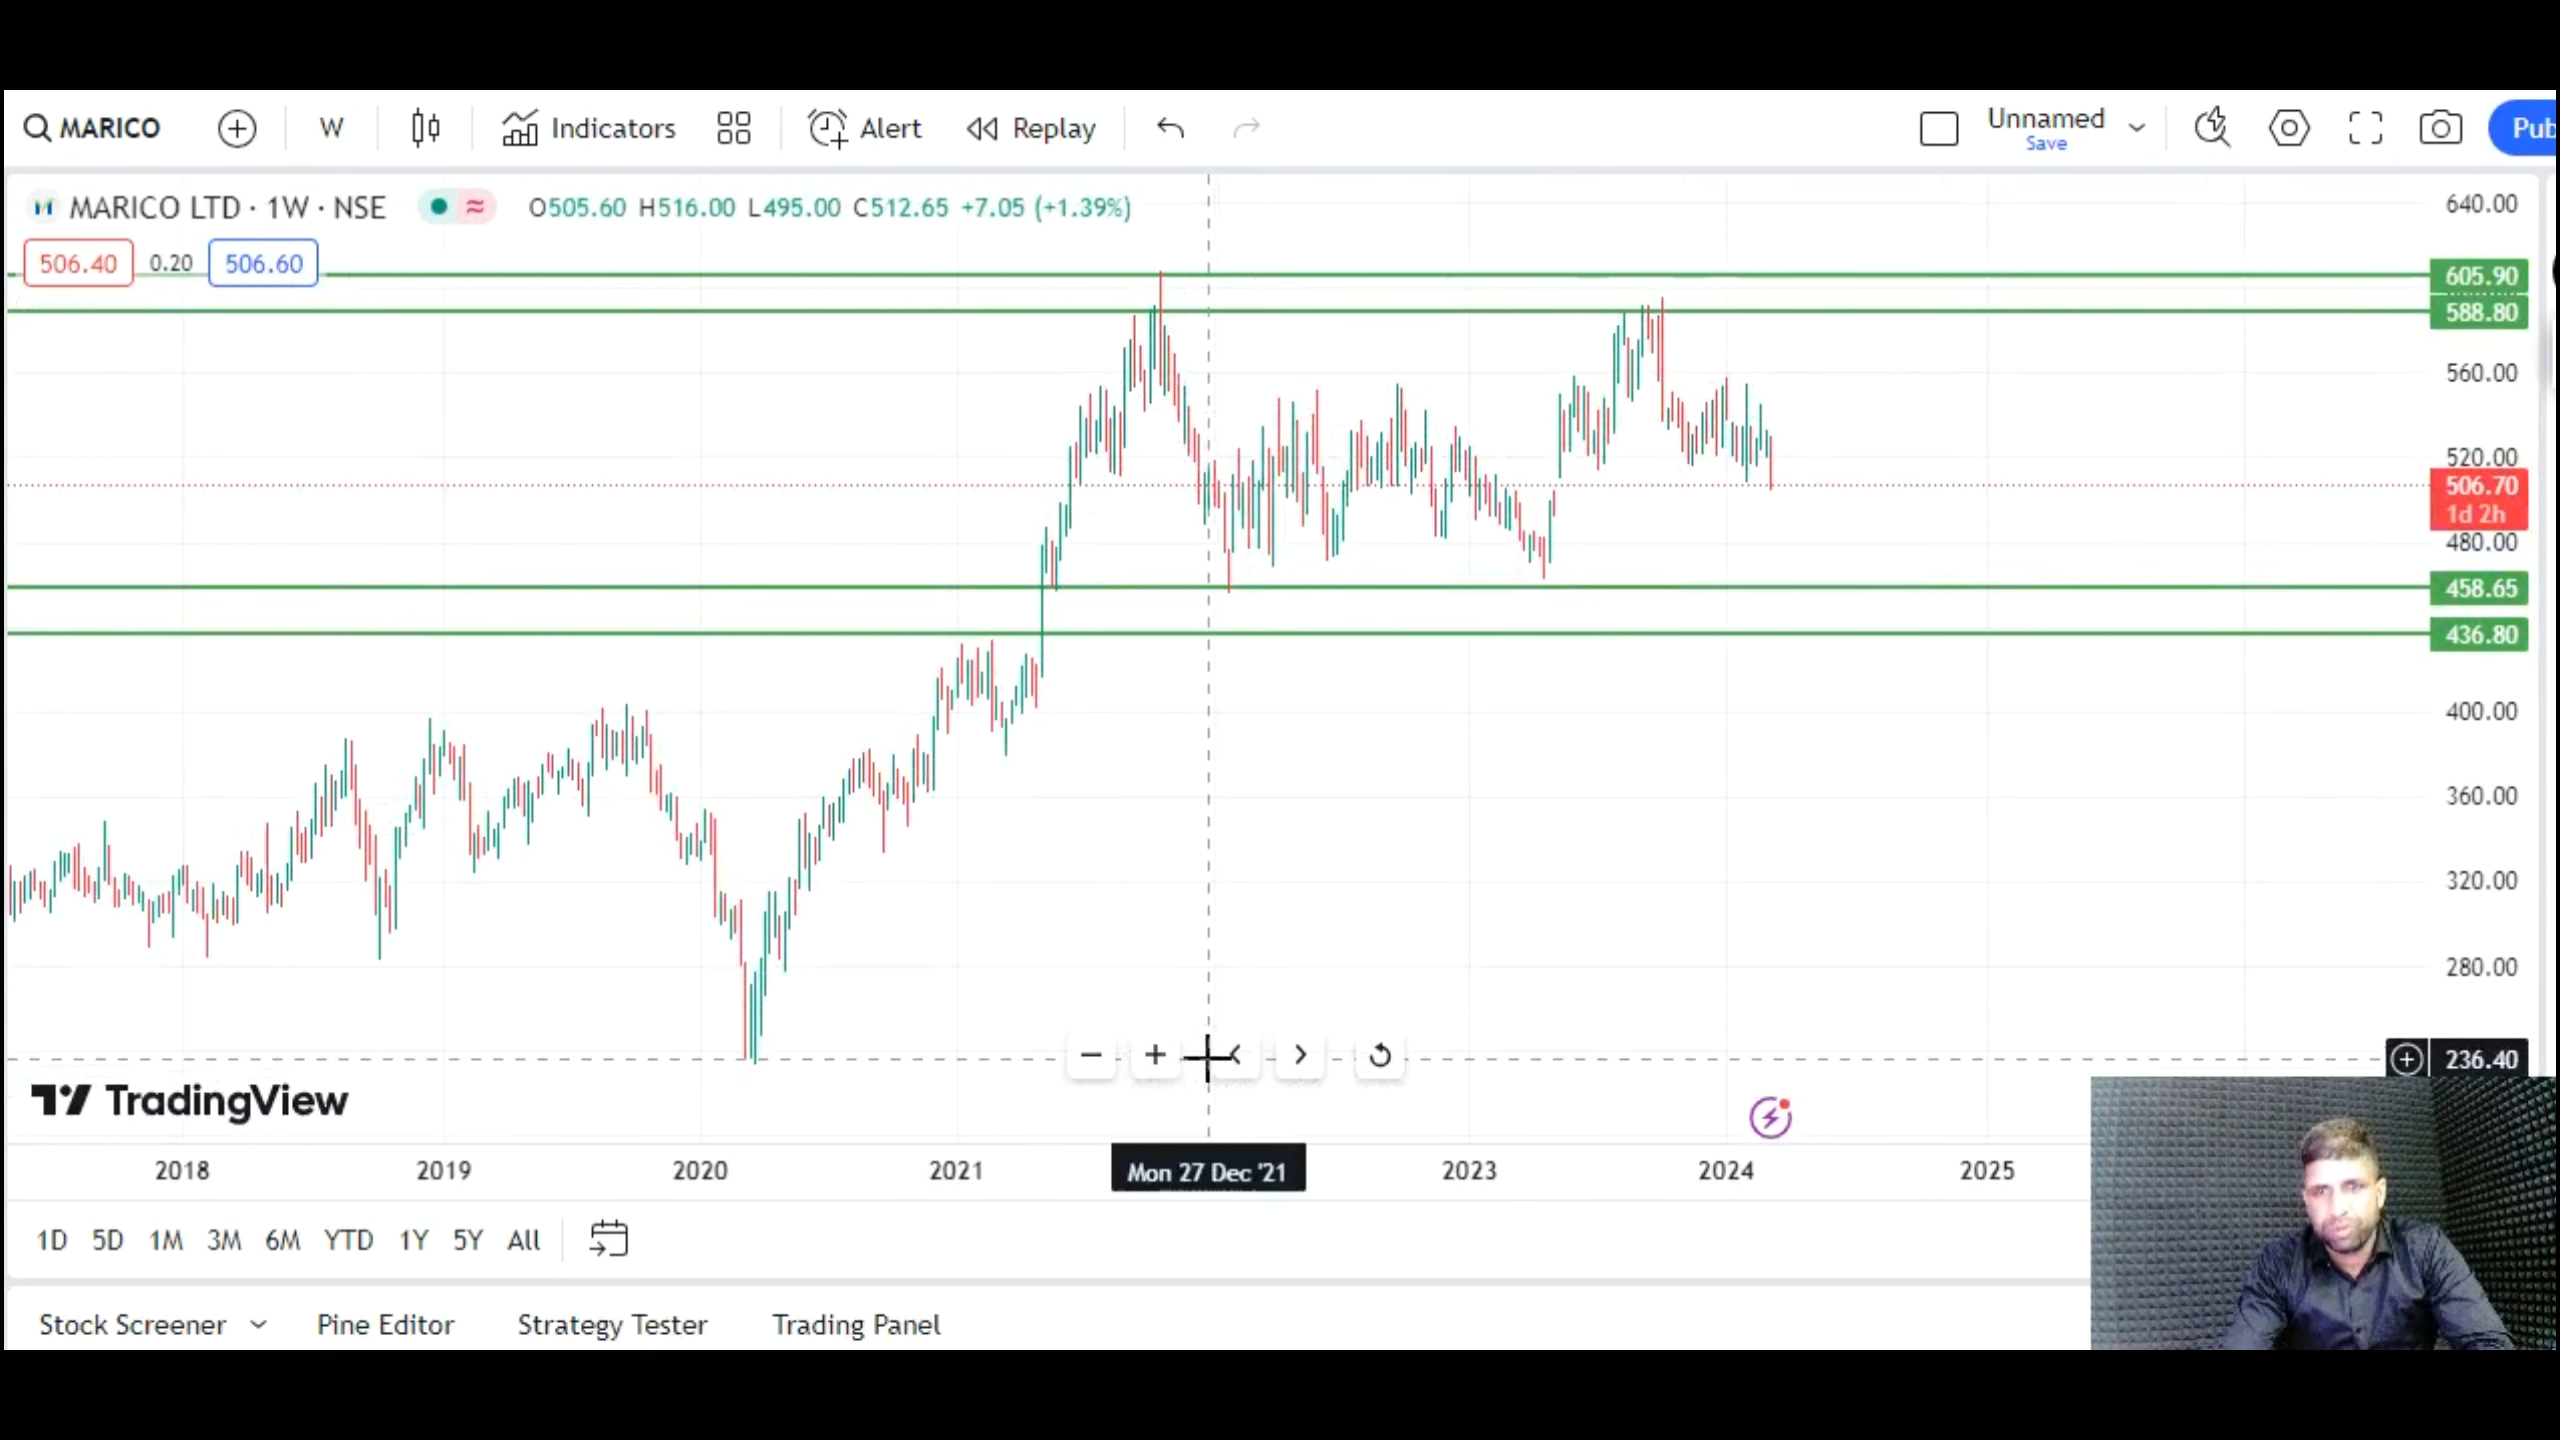 MARICO W Indicators Alert Replay Unnamed Pub
Save
MARICO LTD · 1W · NSE O505.60 H516.00 L495.00 C512.65 +7.05 (+1.39%)
506.40 0.20 506.60
640.00
605.90
588.80
560.00
520.00
506.70
1d 2h
480.00
458.65
436.80
400.00
360.00
320.00
280.00
236.40
TradingView
2018 2019 2020 2021 Mon 27 Dec '21 2023 2024 2025
1D 5D 1M 3M 6M YTD 1Y 5Y All
Stock Screener Pine Editor Strategy Tester Trading Panel